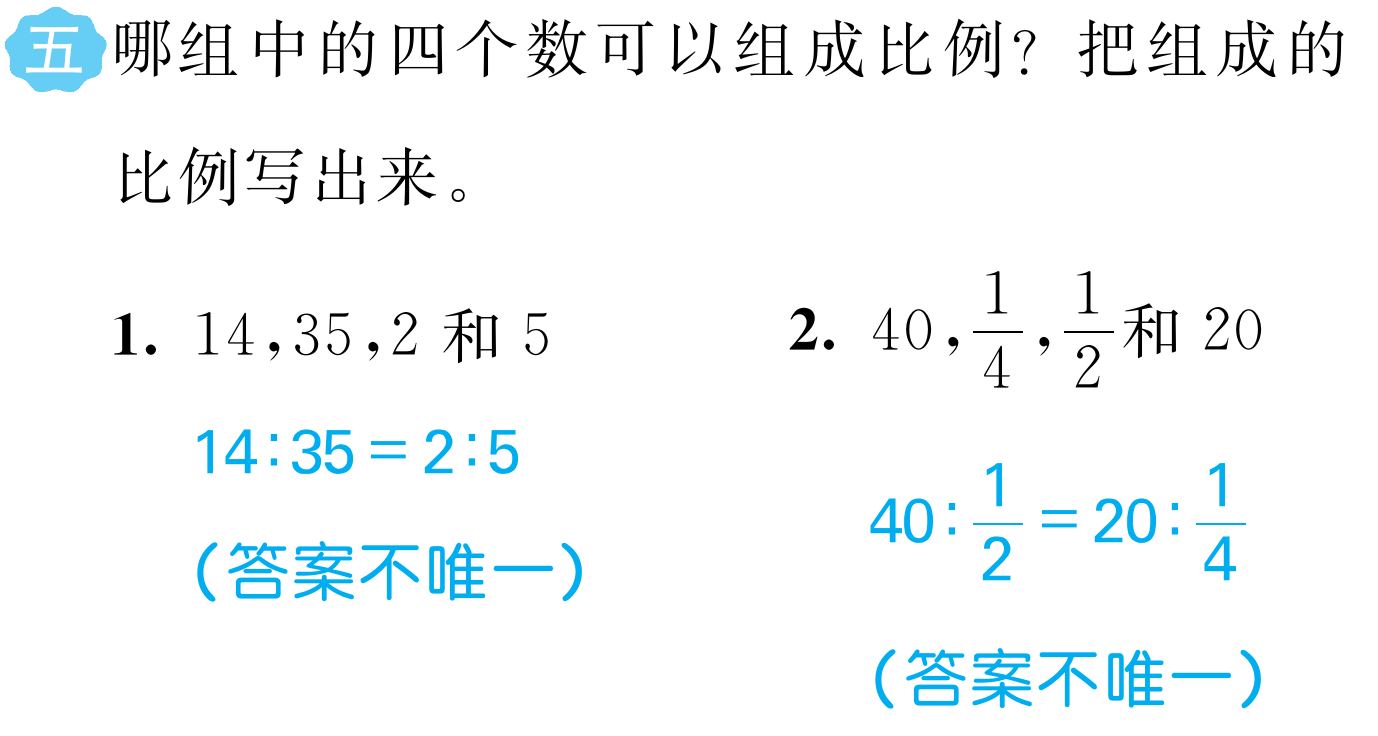 五 哪组中的四个数可以组成比例？把组成的
比例写出来。
1. 14,35,2 和 5
14∶35=2∶5
(答案不唯一)
2. 40,1/4,1/2和 20
40∶1/2=20∶1/4
(答案不唯一)